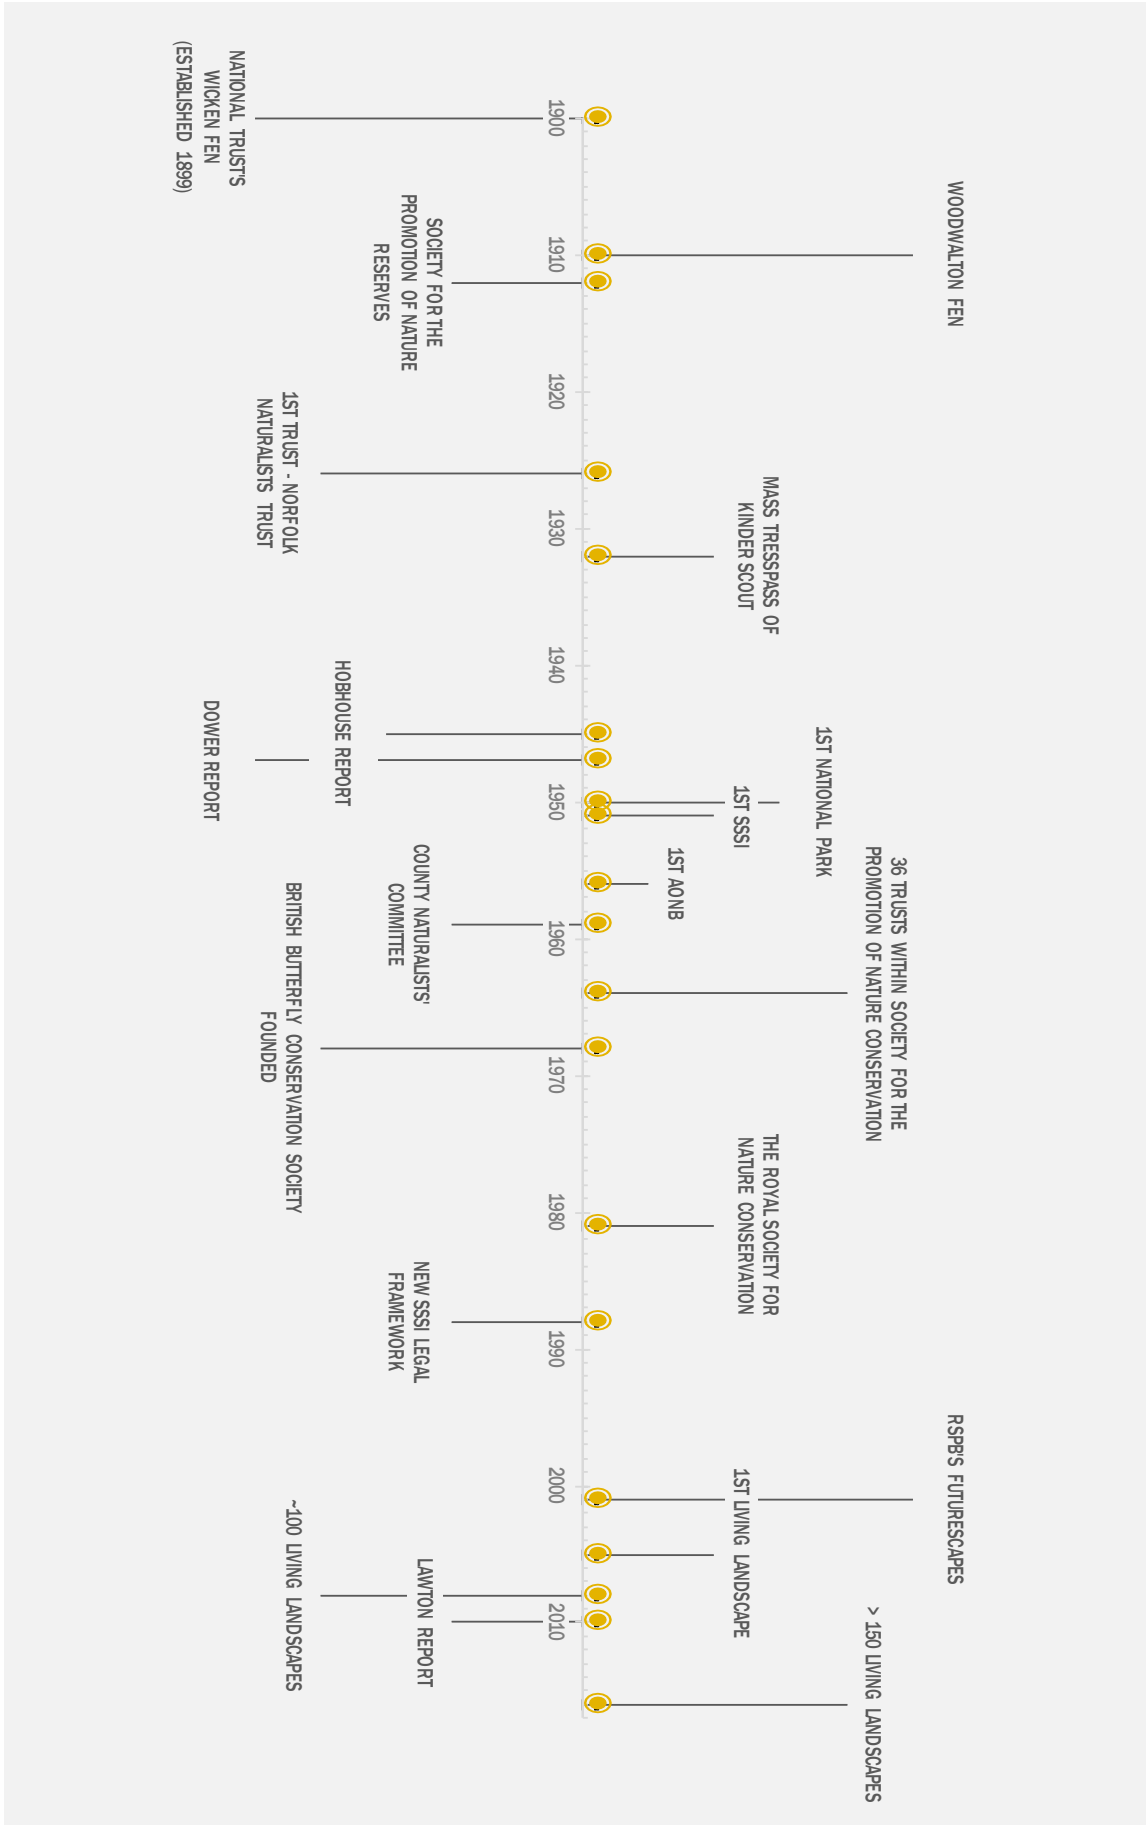 WOODWALTON FEN
RSPB'S FUTURESCAPES
36 TRUSTS WITHIN SOCIETY FOR THE
PROMOTION OF NATURE CONSERVATION
> 150 LIVING LANDSCAPES
1ST NATIONAL PARK
MASS TRESSPASS OF
KINDER SCOUT
1ST SSSI
THE ROYAL SOCIETY FOR
NATURE CONSERVATION
1ST LIVING LANDSCAPE
1ST AONB
1900
1910
1920
1930
1940
1950
1960
1970
1980
1990
2000
2010
SOCIETY FOR THE
PROMOTION OF NATURE
RESERVES
COUNTY NATURALISTS'
COMMITTEE
NEW SSSI LEGAL
FRAMEWORK
LAWTON REPORT
HOBHOUSE REPORT
1ST TRUST - NORFOLK
NATURALISTS TRUST
BRITISH BUTTERFLY CONSERVATION SOCIETY
FOUNDED
~100 LIVING LANDSCAPES
NATIONAL TRUST'S
WICKEN FEN
(ESTABLISHED 1899)
DOWER REPORT